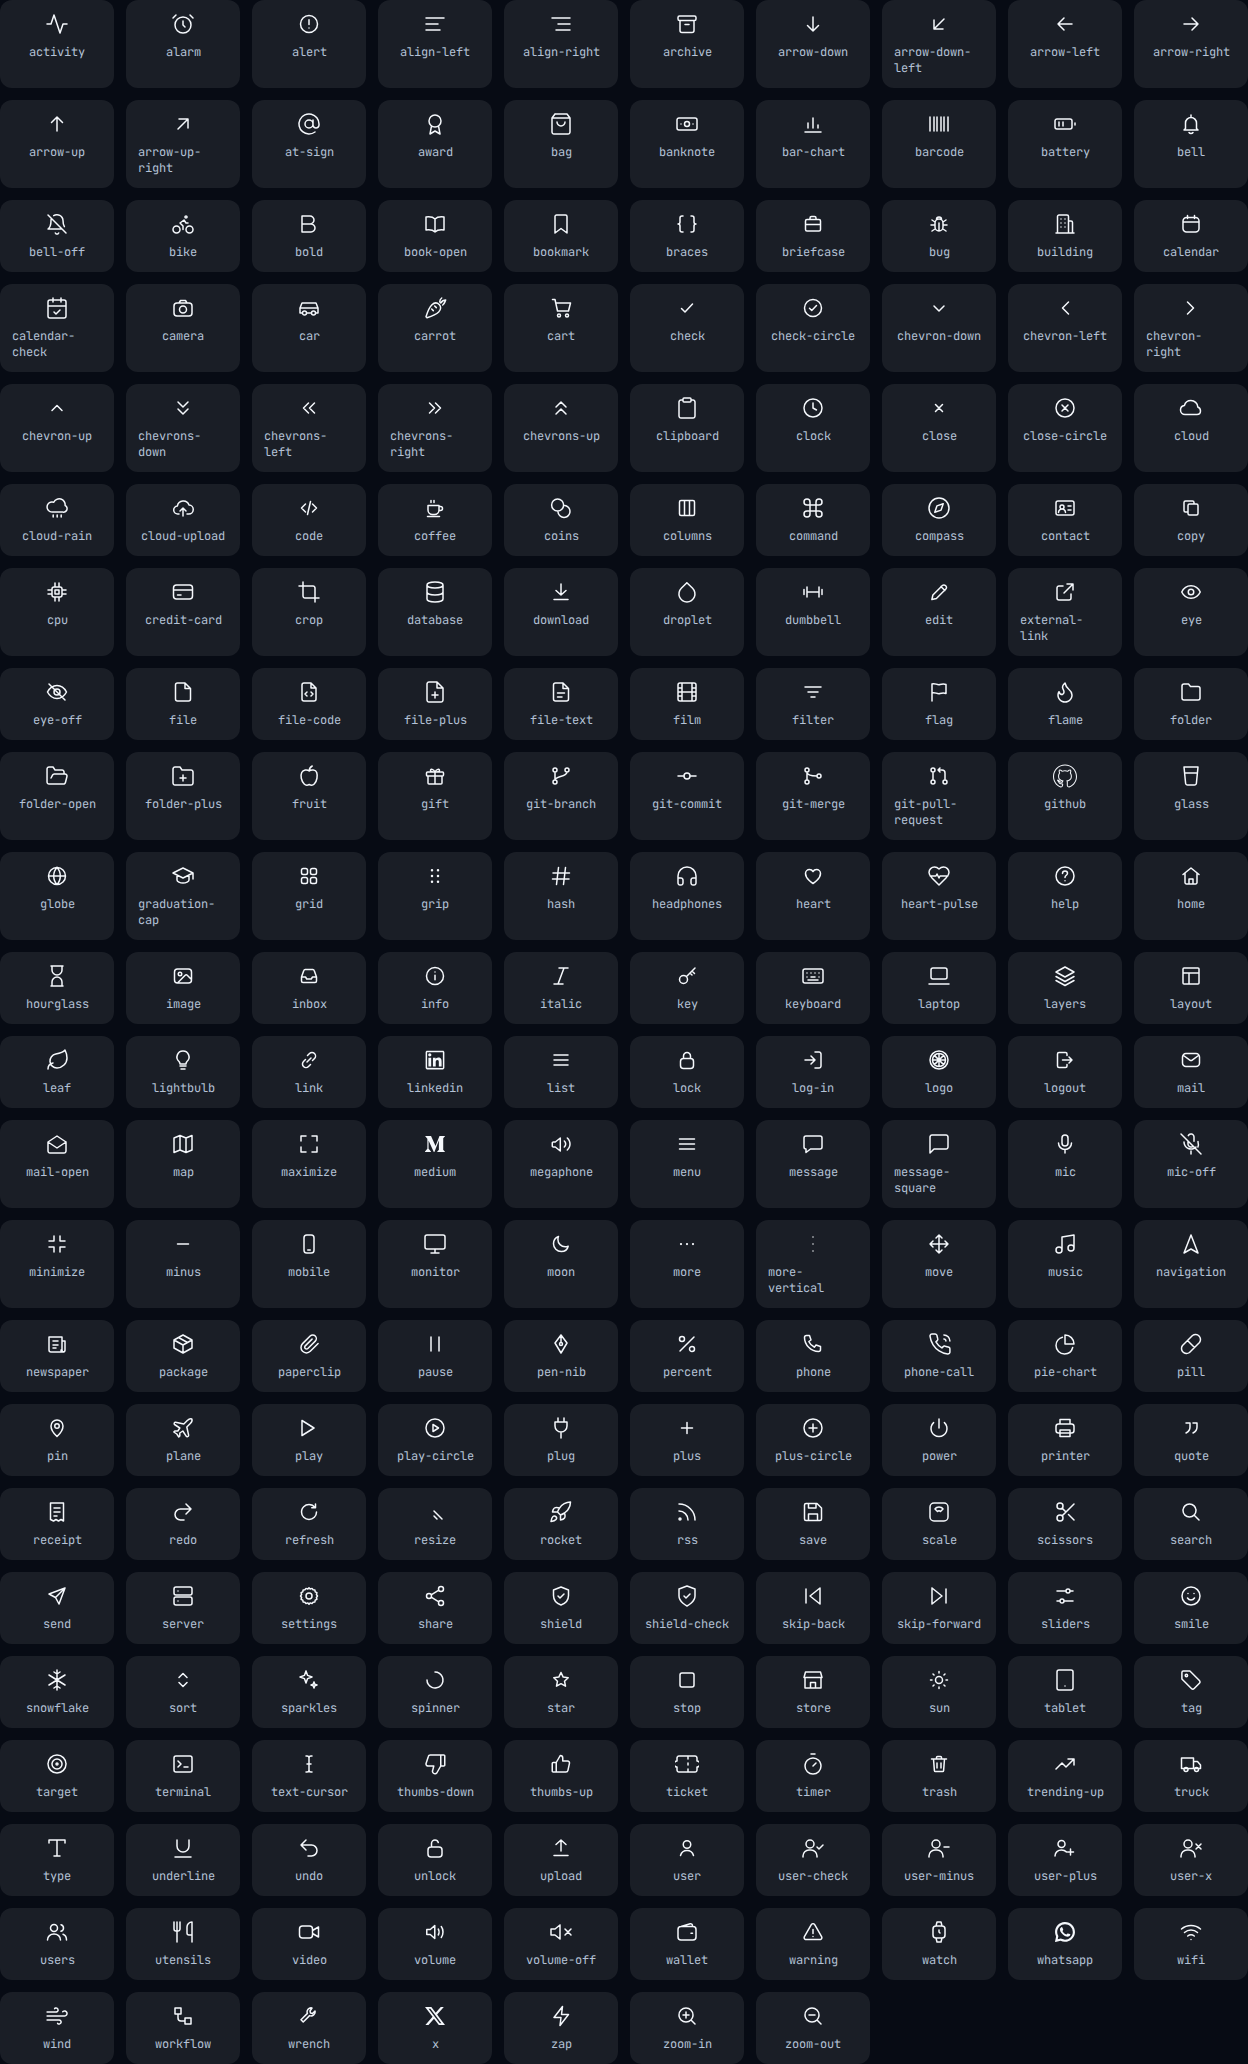 activity alarm alert align-left align-right archive arrow-down arrow-down- arrow-left arrow-right
left
arrow-up arrow-up- at-sign award bag banknote bar-chart barcode battery bell
right
bell-off bike bold book-open bookmark braces briefcase bug building calendar
calendar- camera car carrot cart check check-circle chevron-down chevron-left chevron-
check right
chevron-up chevrons- chevrons- chevrons- chevrons-up clipboard clock close close-circle cloud
down left right
cloud-rain cloud-upload code coffee coins columns command compass contact copy
cpu credit-card crop database download droplet dumbbell edit external- eye
link
eye-off file file-code file-plus file-text film filter flag flame folder
folder-open folder-plus fruit gift git-branch git-commit git-merge git-pull- github glass
request
globe graduation- grid grip hash headphones heart heart-pulse help home
cap
hourglass image inbox info italic key keyboard laptop layers layout
leaf lightbulb link linkedin list lock log-in logo logout mail
mail-open map maximize medium megaphone menu message message- mic mic-off
square
minimize minus mobile monitor moon more more- move music navigation
vertical
newspaper package paperclip pause pen-nib percent phone phone-call pie-chart pill
pin plane play play-circle plug plus plus-circle power printer quote
receipt redo refresh resize rocket rss save scale scissors search
send server settings share shield shield-check skip-back skip-forward sliders smile
snowflake sort sparkles spinner star stop store sun tablet tag
target terminal text-cursor thumbs-down thumbs-up ticket timer trash trending-up truck
type underline undo unlock upload user user-check user-minus user-plus user-x
users utensils video volume volume-off wallet warning watch whatsapp wifi
wind workflow wrench x zap zoom-in zoom-out